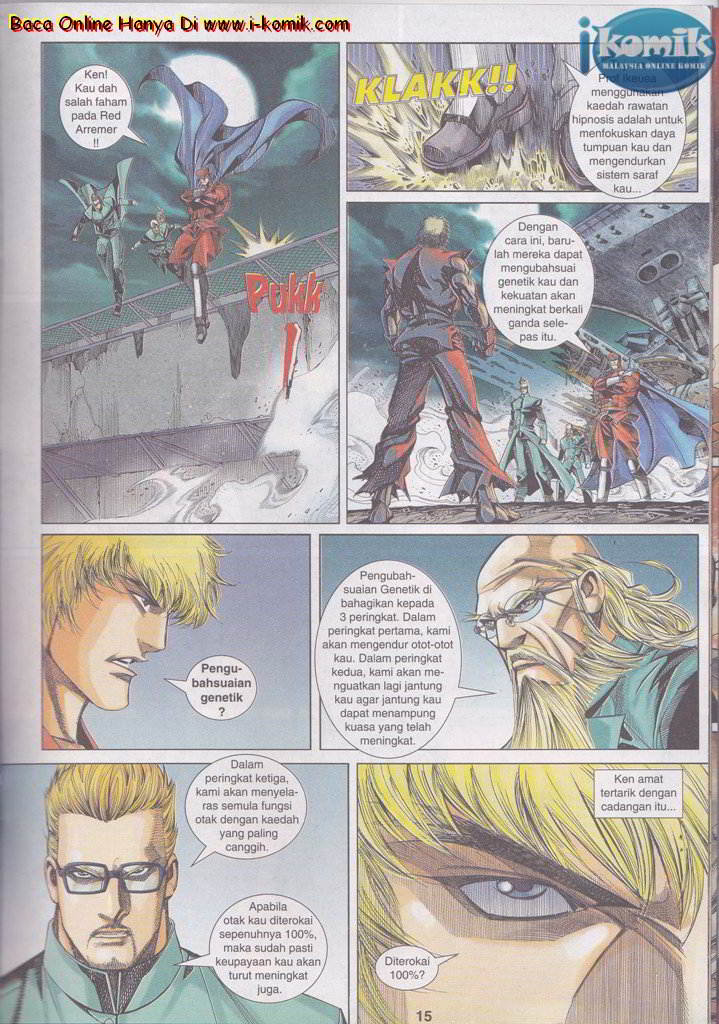 Baca Online Hanya Di www.i-komik.com
ikomik
MALAYSIA ONLINE KOMIK
Ken!
Kau dah
salah faham
pada Red
Arremer
!!
PUKK
!
KLAKK!!
Prof Ikeuea
menggunakan
kaedah rawatan
hipnosis adalah untuk
menfokuskan daya
tumpuan kau dan
mengendurkan
sistem saraf
kau...
Dengan
cara ini, baru-
lah mereka dapat
mengubahsuai
genetik kau dan
kekuatan akan
meningkat berkali
ganda sele-
pas itu.
Pengu-
bahsuaian
genetik
?
Pengubah-
suaian Genetik di
bahagikan kepada
3 peringkat. Dalam
peringkat pertama, kami
akan mengendur otot-otot
kau. Dalam peringkat
kedua, kami akan me-
nguatkan lagi jantung
kau agar jantung kau
dapat menampung
kuasa yang telah
meningkat.
Dalam
peringkat ketiga,
kami akan menyela-
ras semula fungsi
otak dengan kaedah
yang paling
canggih.
Apabila
otak kau diterokai
sepenuhnya 100%,
maka sudah pasti
keupayaan kau akan
turut meningkat
juga.
Ken amat
tertarik dengan
cadangan itu...
Diterokai
100%?
15